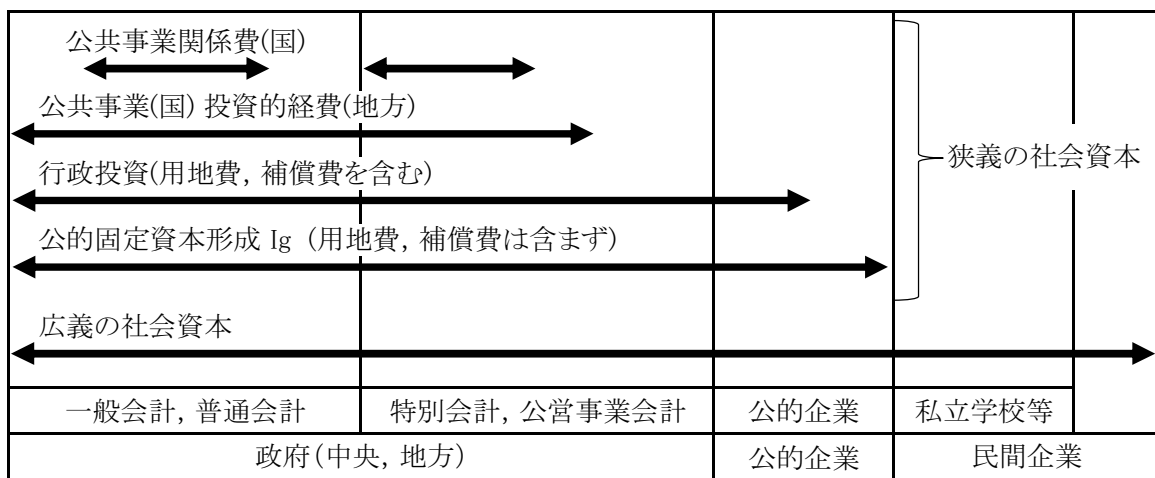 公共事業関係費(国)
公共事業(国) 投資的経費(地方)
行政投資(用地費, 補償費を含む)
狭義の社会資本
公的固定資本形成 Ig (用地費, 補償費は含まず)
広義の社会資本
一般会計, 普通会計 特別会計, 公営事業会計 公的企業 私立学校等
政府(中央, 地方) 公的企業 民間企業